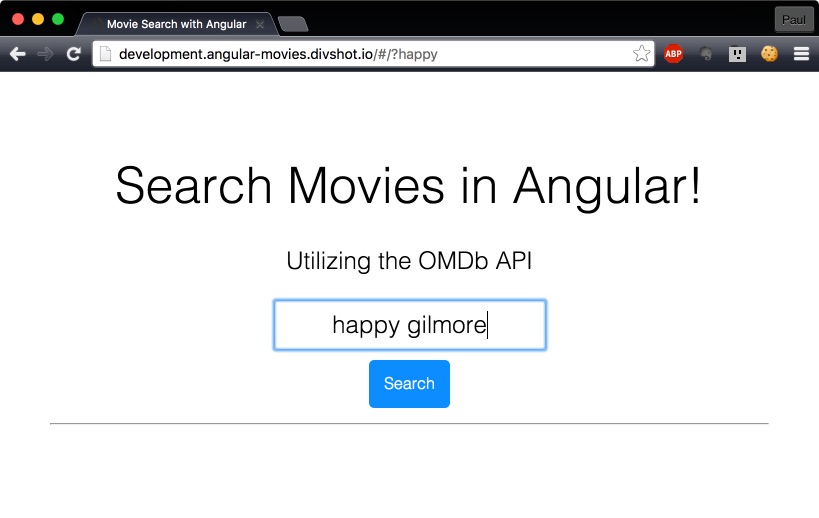 Movie Search with Angular
Paul
development.angular-movies.divshot.io/#/?happy
ABP
Search Movies in Angular!
Utilizing the OMDb API
happy gilmore
Search